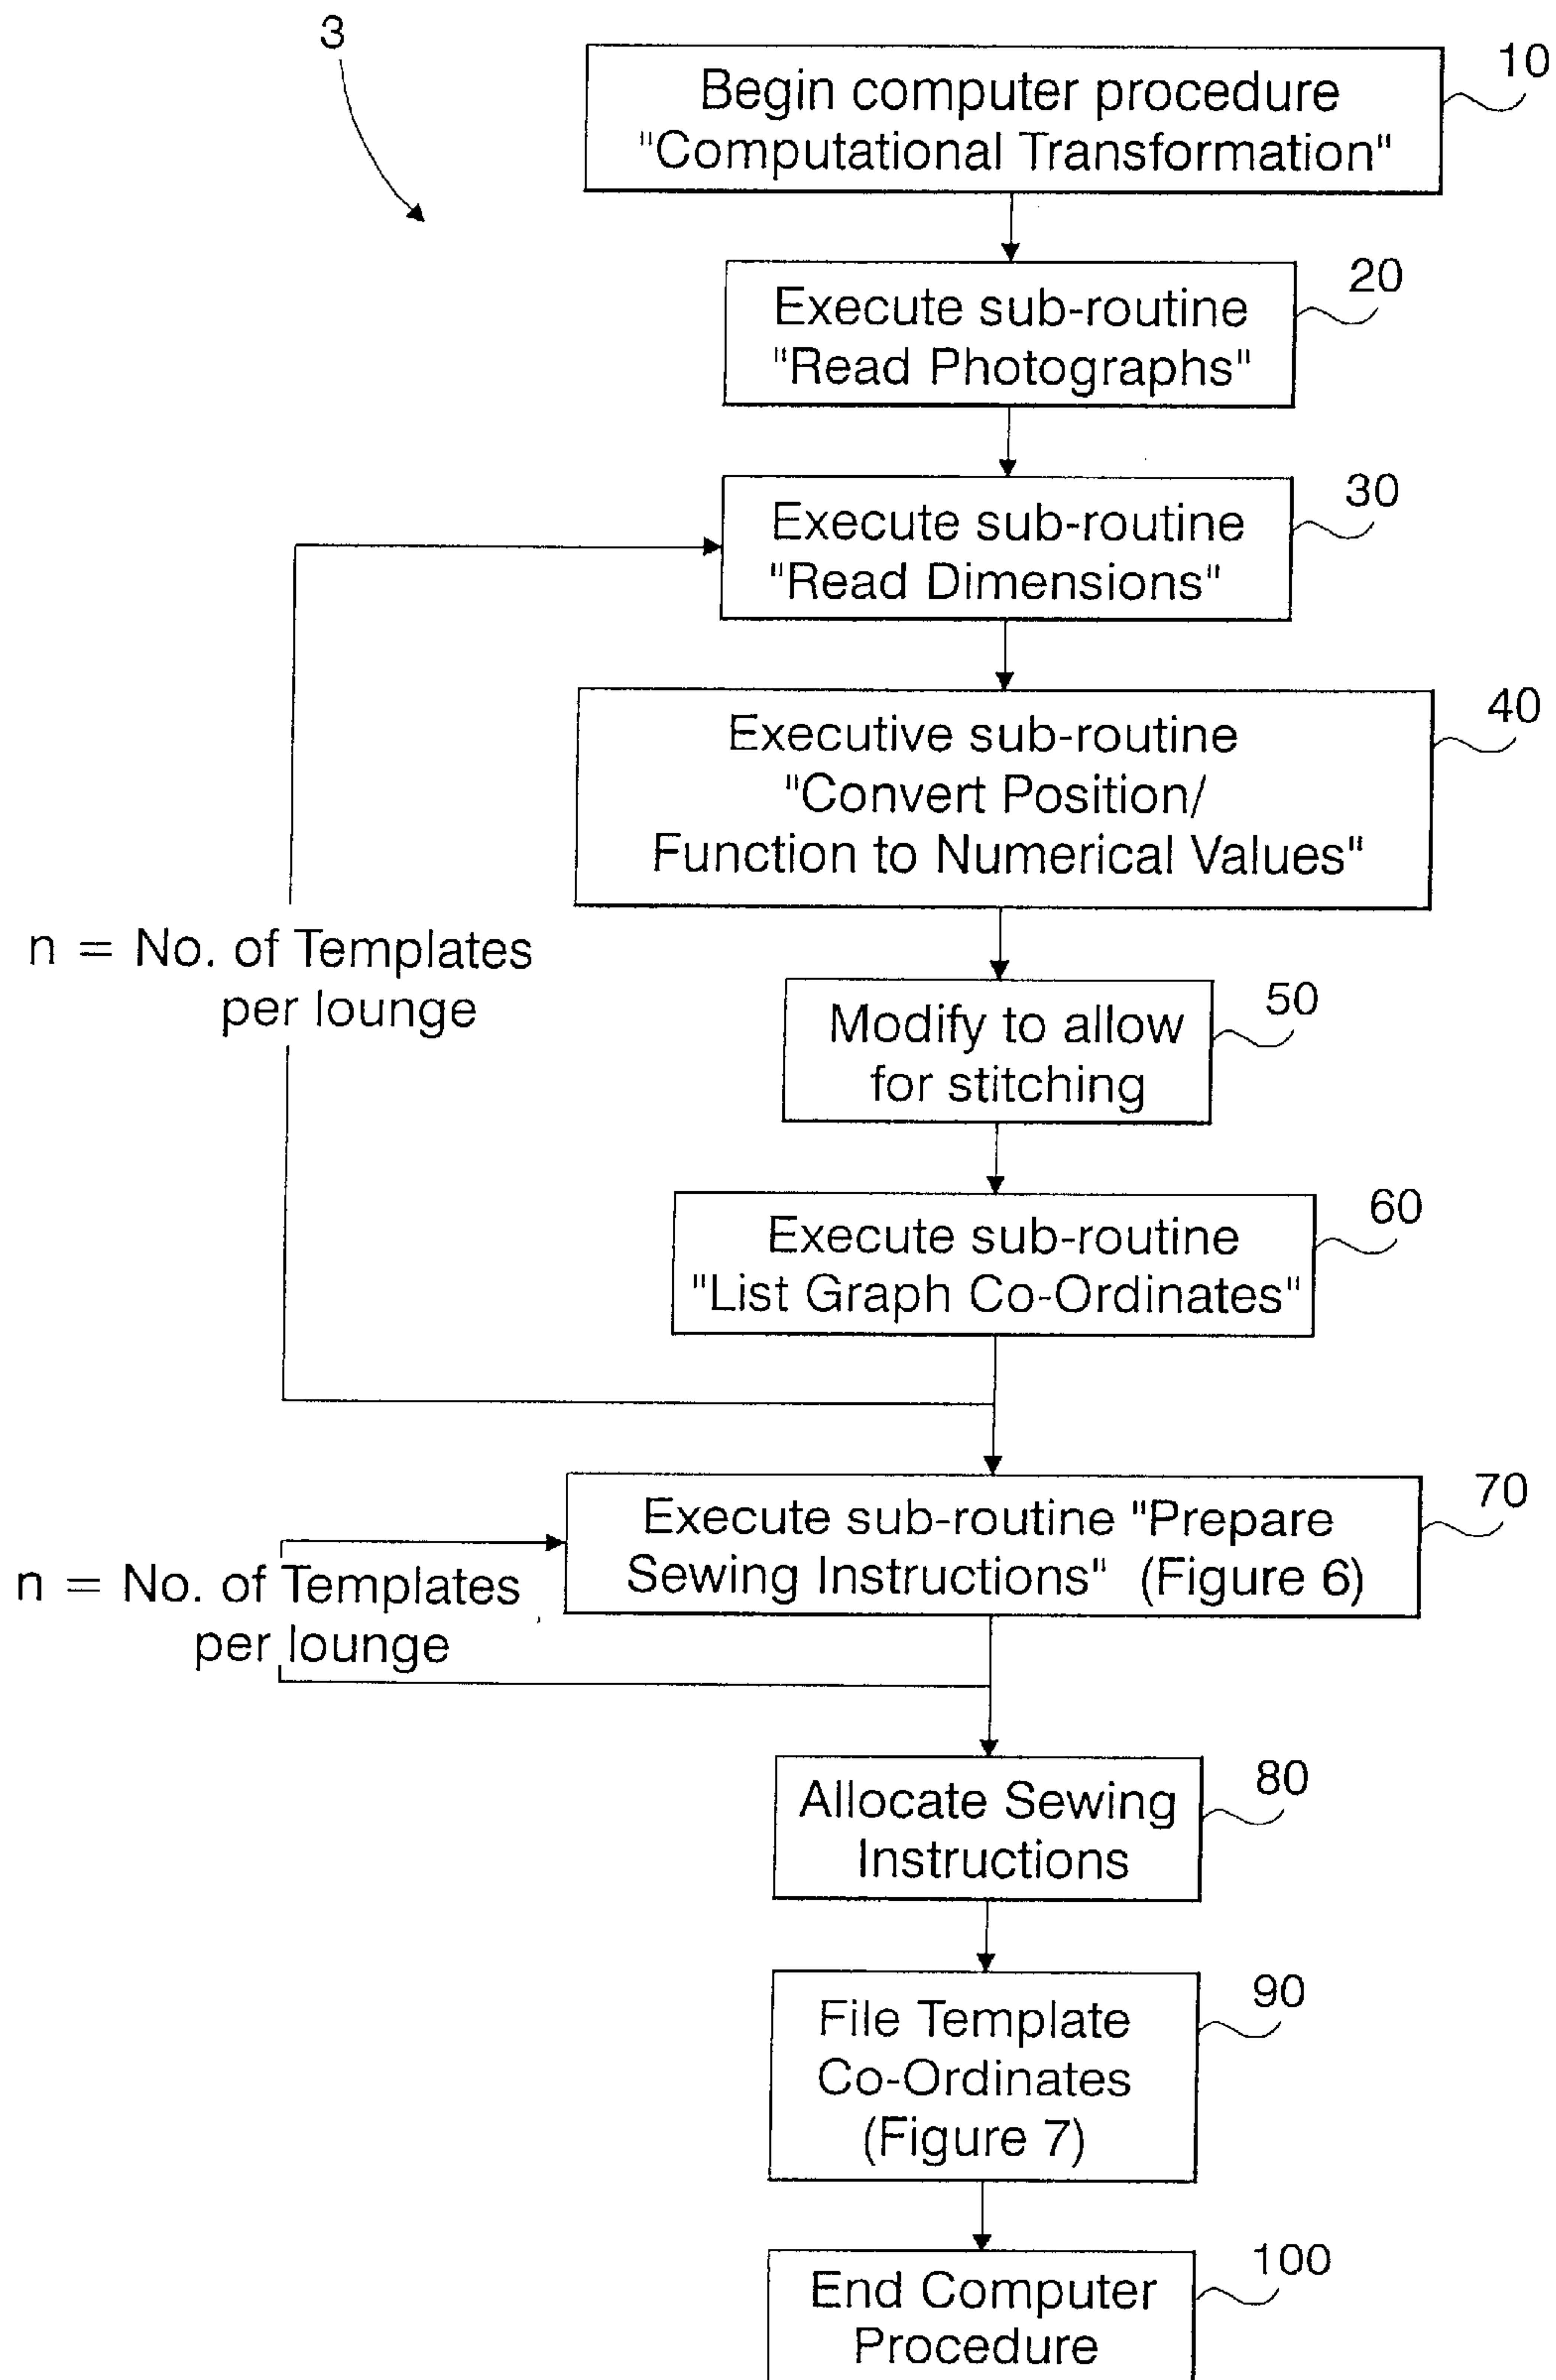 3
10
Begin computer procedure
"Computational Transformation"
20
Execute sub-routine
"Read Photographs"
30
Execute sub-routine
"Read Dimensions"
40
Executive sub-routine
"Convert Position/
Function to Numerical Values"
n = No. of Templates
per lounge
50
Modify to allow
for stitching
60
Execute sub-routine
"List Graph Co-Ordinates"
70
Execute sub-routine "Prepare
Sewing Instructions" (Figure 6)
n = No. of Templates
per lounge
80
Allocate Sewing
Instructions
90
File Template
Co-Ordinates
(Figure 7)
100
End Computer
Procedure